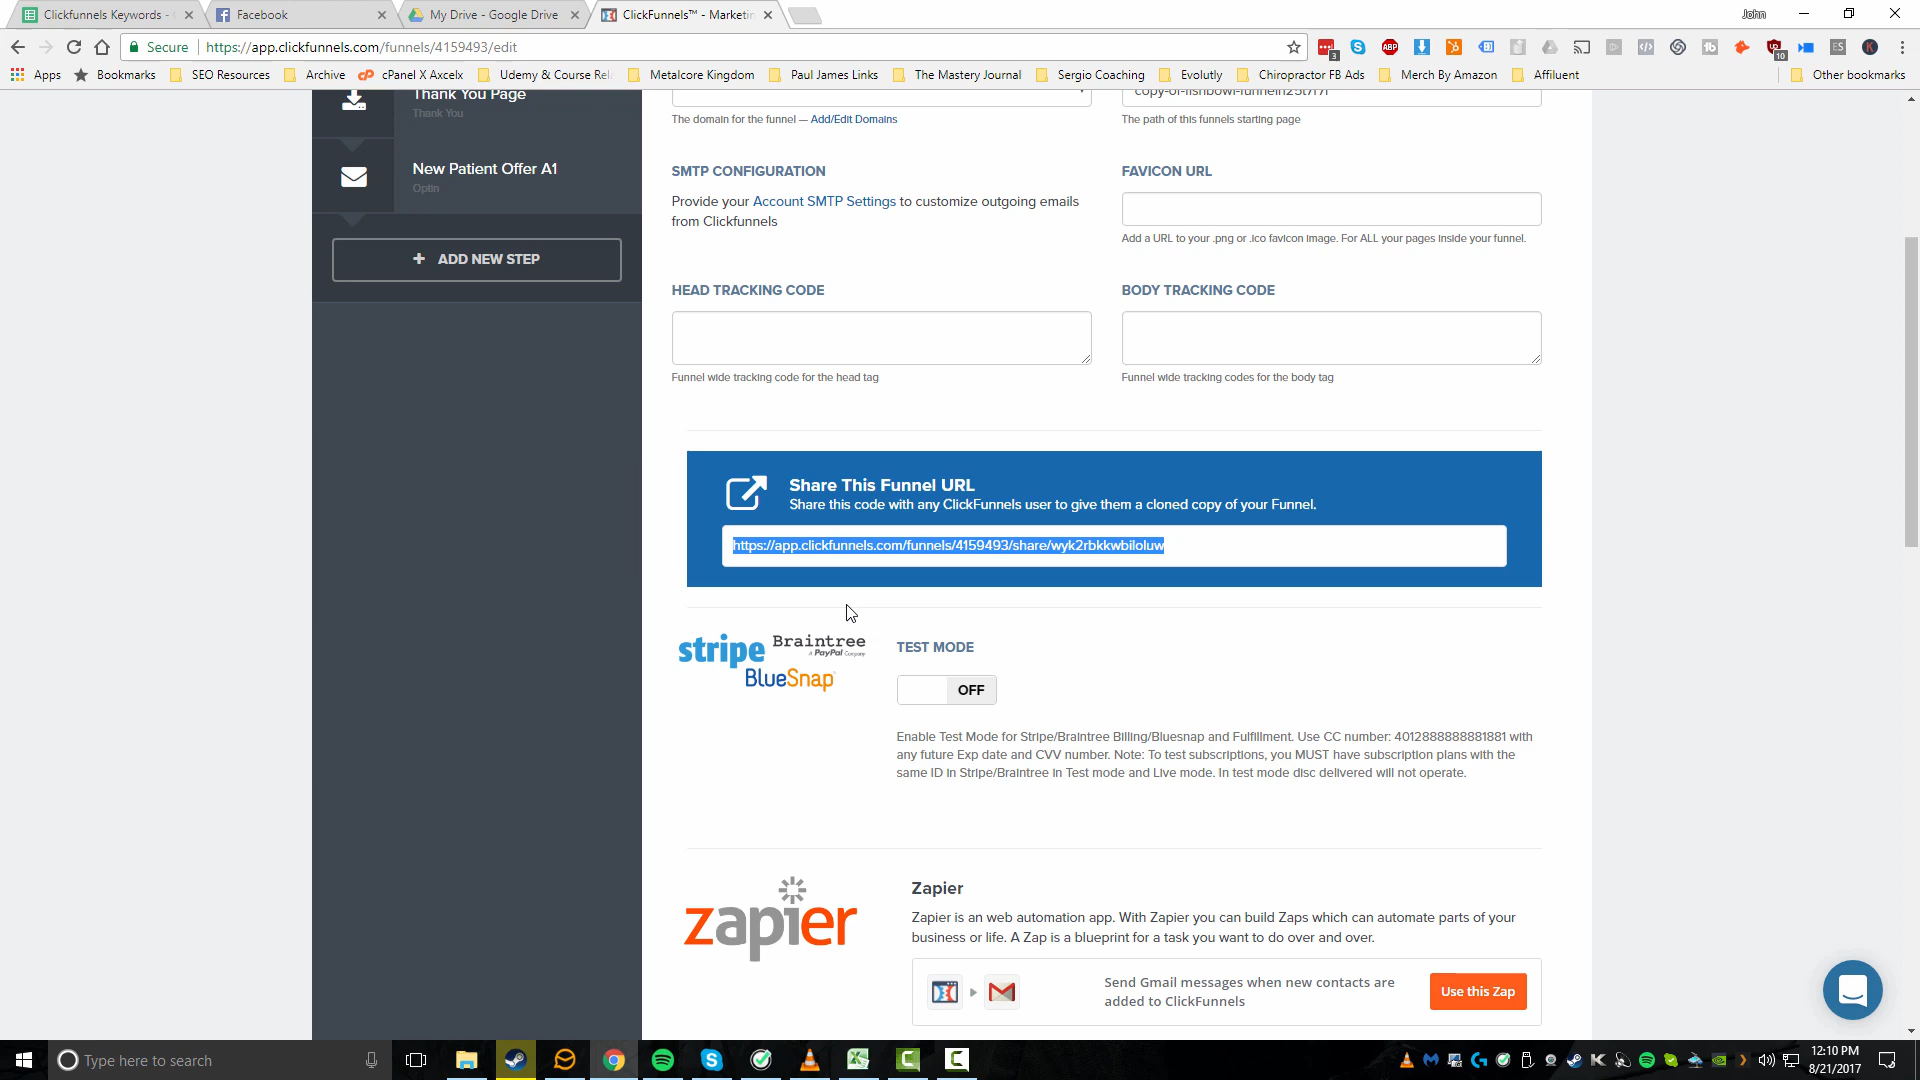 Clickfunnels Keywords -
Facebook
My Drive - Google Drive
ClickFunnels™ - Marketin
John
Secure
https://app.clickfunnels.com/funnels/4159493/edit
3
ABP
10
ES
K
Apps
Bookmarks
SEO Resources
Archive
cPanel X Axcelx
Udemy & Course Rel
Metalcore Kingdom
Paul James Links
The Mastery Journal
Sergio Coaching
Evolutly
Chiropractor FB Ads
Merch By Amazon
Affiluent
Other bookmarks
Thank You Page
Thank You
New Patient Offer A1
Optin
+ ADD NEW STEP
The domain for the funnel — Add/Edit Domains
The path of this funnels starting page
SMTP CONFIGURATION
Provide your Account SMTP Settings to customize outgoing emails
from Clickfunnels
FAVICON URL
Add a URL to your .png or .ico favicon image. For ALL your pages inside your funnel.
HEAD TRACKING CODE
Funnel wide tracking code for the head tag
BODY TRACKING CODE
Funnel wide tracking codes for the body tag
Share This Funnel URL
Share this code with any ClickFunnels user to give them a cloned copy of your Funnel.
https://app.clickfunnels.com/funnels/4159493/share/wyk2rbkkwbiloluw
stripe
Braintree
A PayPal Company
BlueSnap
TEST MODE
OFF
Enable Test Mode for Stripe/Braintree Billing/Bluesnap and Fulfillment. Use CC number: 4012888888881881 with
any future Exp date and CVV number. Note: To test subscriptions, you MUST have subscription plans with the
same ID in Stripe/Braintree in Test mode and Live mode. In test mode disc delivered will not operate.
zapier
Zapier
Zapier is an web automation app. With Zapier you can build Zaps which can automate parts of your
business or life. A Zap is a blueprint for a task you want to do over and over.
Send Gmail messages when new contacts are
added to ClickFunnels
Use this Zap
Type here to search
12:10 PM
8/21/2017